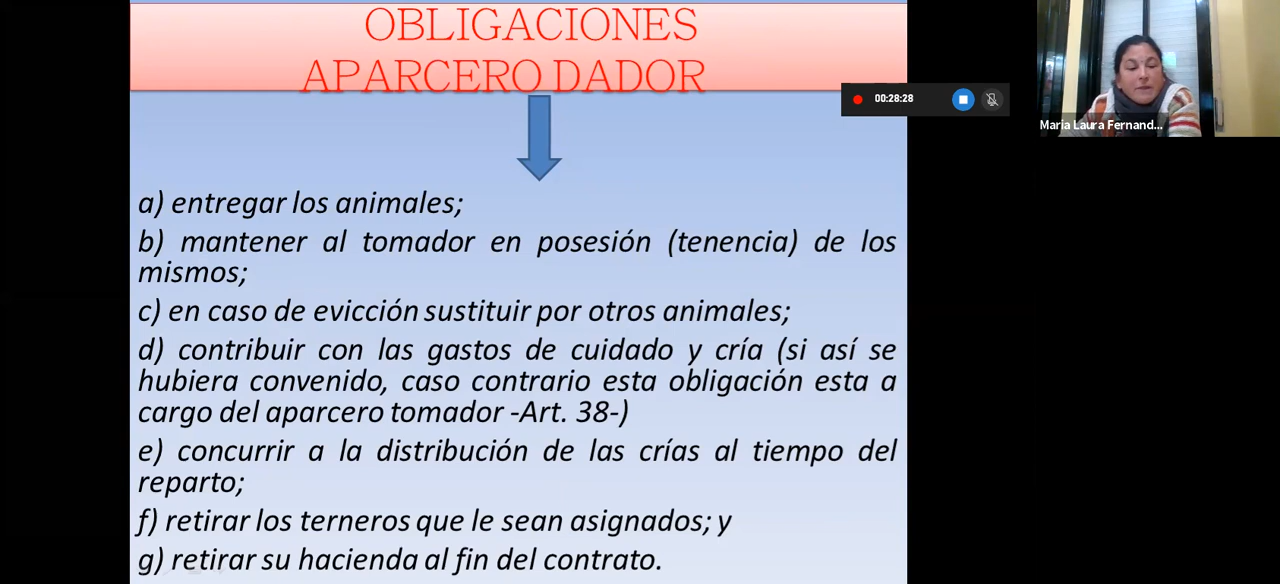 OBLIGACIONES
APARCERO DADOR
00:28:28
María Laura Fernand...
a) entregar los animales;
b) mantener al tomador en posesión (tenencia) de los
mismos;
c) en caso de evicción sustituir por otros animales;
d) contribuir con las gastos de cuidado y cría (si así se
hubiera convenido, caso contrario esta obligación esta a
cargo del aparcero tomador -Art. 38-)
e) concurrir a la distribución de las crías al tiempo del
reparto;
f) retirar los terneros que le sean asignados; y
g) retirar su hacienda al fin del contrato.